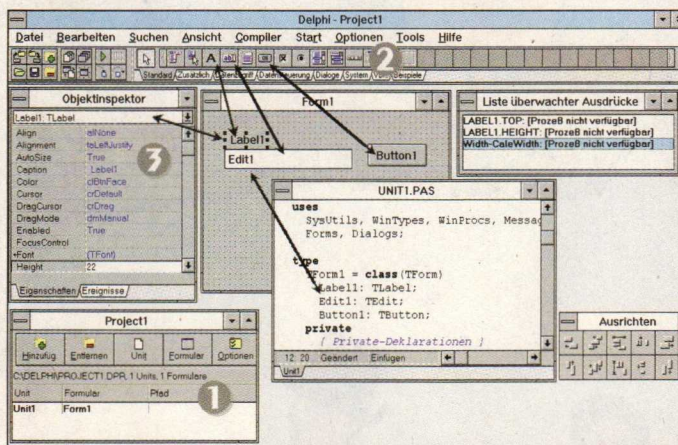 Delphi - Project1
Datei Bearbeiten Suchen Ansicht Compiler Start Optionen Tools Hilfe
2
Standard Zusätzlich Datenzugriff Datensteuerung Dialoge System VBX Beispiele
Objektinspektor
Label1: TLabel
Align alNone
Alignment taLeftJustify
AutoSize True
Caption Label1
Color clBtnFace
Cursor crDefault
DragCursor crDrag
DragMode dmManual
Enabled True
FocusControl
+Font (TFont)
Height 22
Eigenschaften Ereignisse
3
Form1
Label1
Edit1
Button1
Liste überwachter Ausdrücke
LABEL1.TOP: [Prozeß nicht verfügbar]
LABEL1.HEIGHT: [Prozeß nicht verfügbar]
Width-CaleWidth: [Prozeß nicht verfügbar]
UNIT1.PAS
uses
SysUtils, WinTypes, WinProcs, Messag
Forms, Dialogs;
type
TForm1 = class(TForm)
Label1: TLabel;
Edit1: TEdit;
Button1: TButton;
private
{ Private-Deklarationen }
12: 20 Geändert Einfügen
Unit1
Project1
Hinzufüg Entfernen Unit Formular Optionen
C:\DELPHI\PROJECT1.DPR, 1 Units, 1 Formulare
Unit Formular Pfad
Unit1 Form1
1
Ausrichten